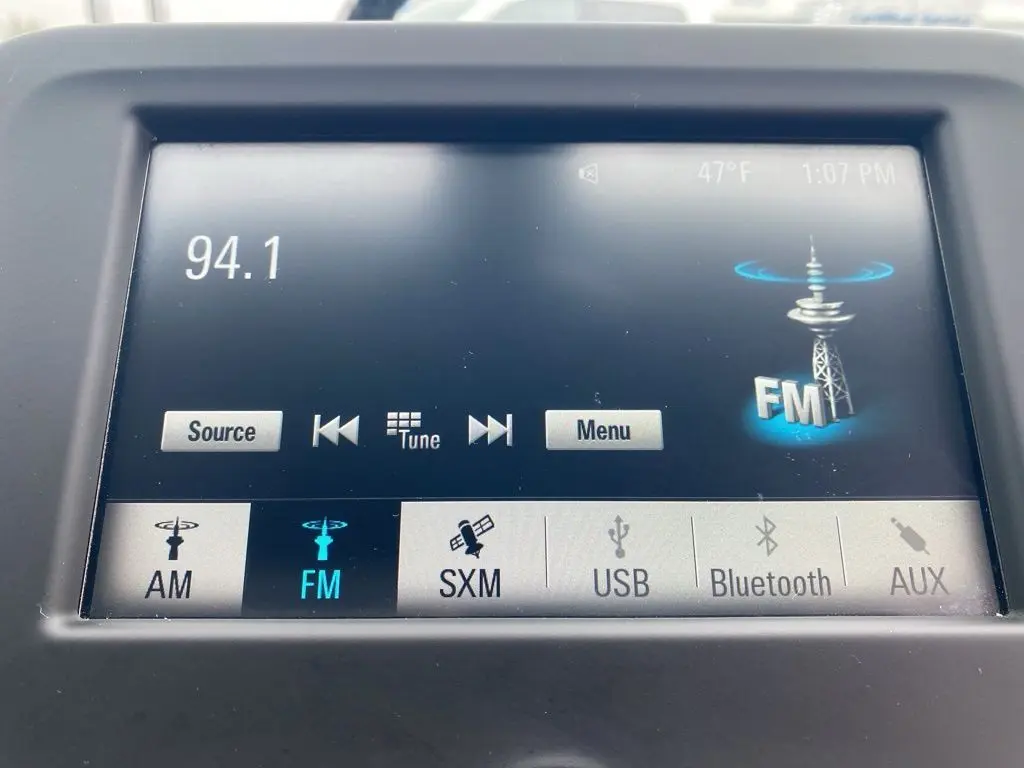 47°F 1:07 PM
94.1
FM
Source Tune Menu
AM FM SXM USB Bluetooth AUX